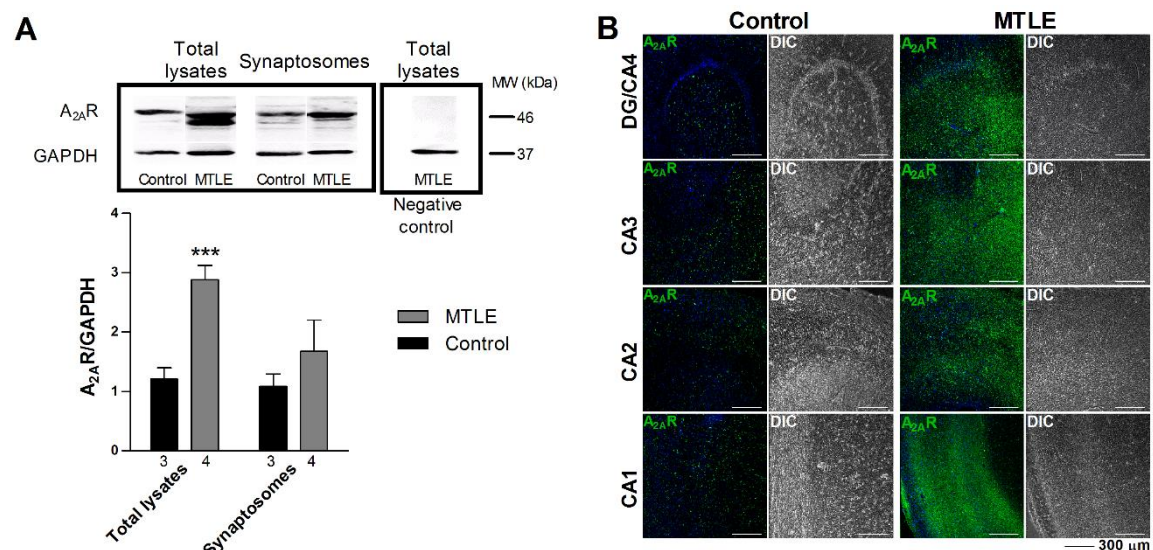 A
Total lysates
Synaptosomes
Total lysates
MW (kDa)
A2AR
46
GAPDH
37
Control MTLE Control MTLE
MTLE
Negative control
A2AR/GAPDH
4
3
2
1
0
***
MTLE
Control
3 4 3 4
Total lysates
Synaptosomes
B
Control MTLE
DG/CA4
A2AR DIC A2AR DIC
CA3
A2AR DIC A2AR DIC
CA2
A2AR DIC A2AR DIC
CA1
A2AR DIC A2AR DIC
300 µm